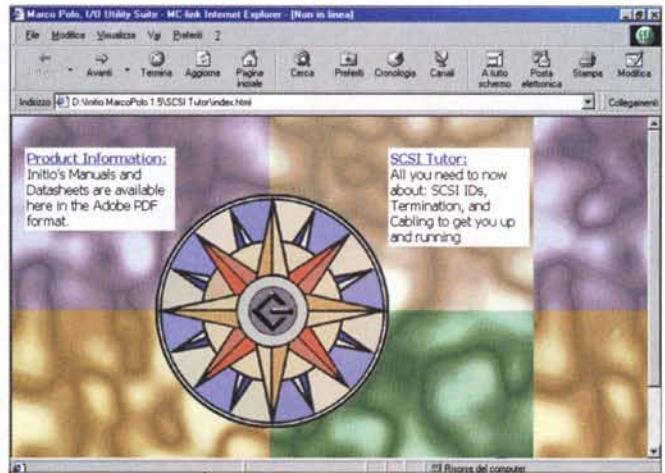 Marco Polo, I/O Utility Suite - MC-link Internet Explorer - [Non in linea]
File Modifica Visualizza Vai Preferiti ?
Avanti Termina Aggiorna Pagina iniziale Cerca Preferiti Cronologia Canali A tutto schermo Posta elettronica Stampa Modifica
Indirizzo D:\Initio MarcoPolo 1.5\SCSI Tutor\index.html Collegamenti
Product Information:
Initio's Manuals and
Datasheets are available
here in the Adobe PDF
format.
SCSI Tutor:
All you need to now
about: SCSI IDs,
Termination, and
Cabling to get you up
and running
Risorse del computer